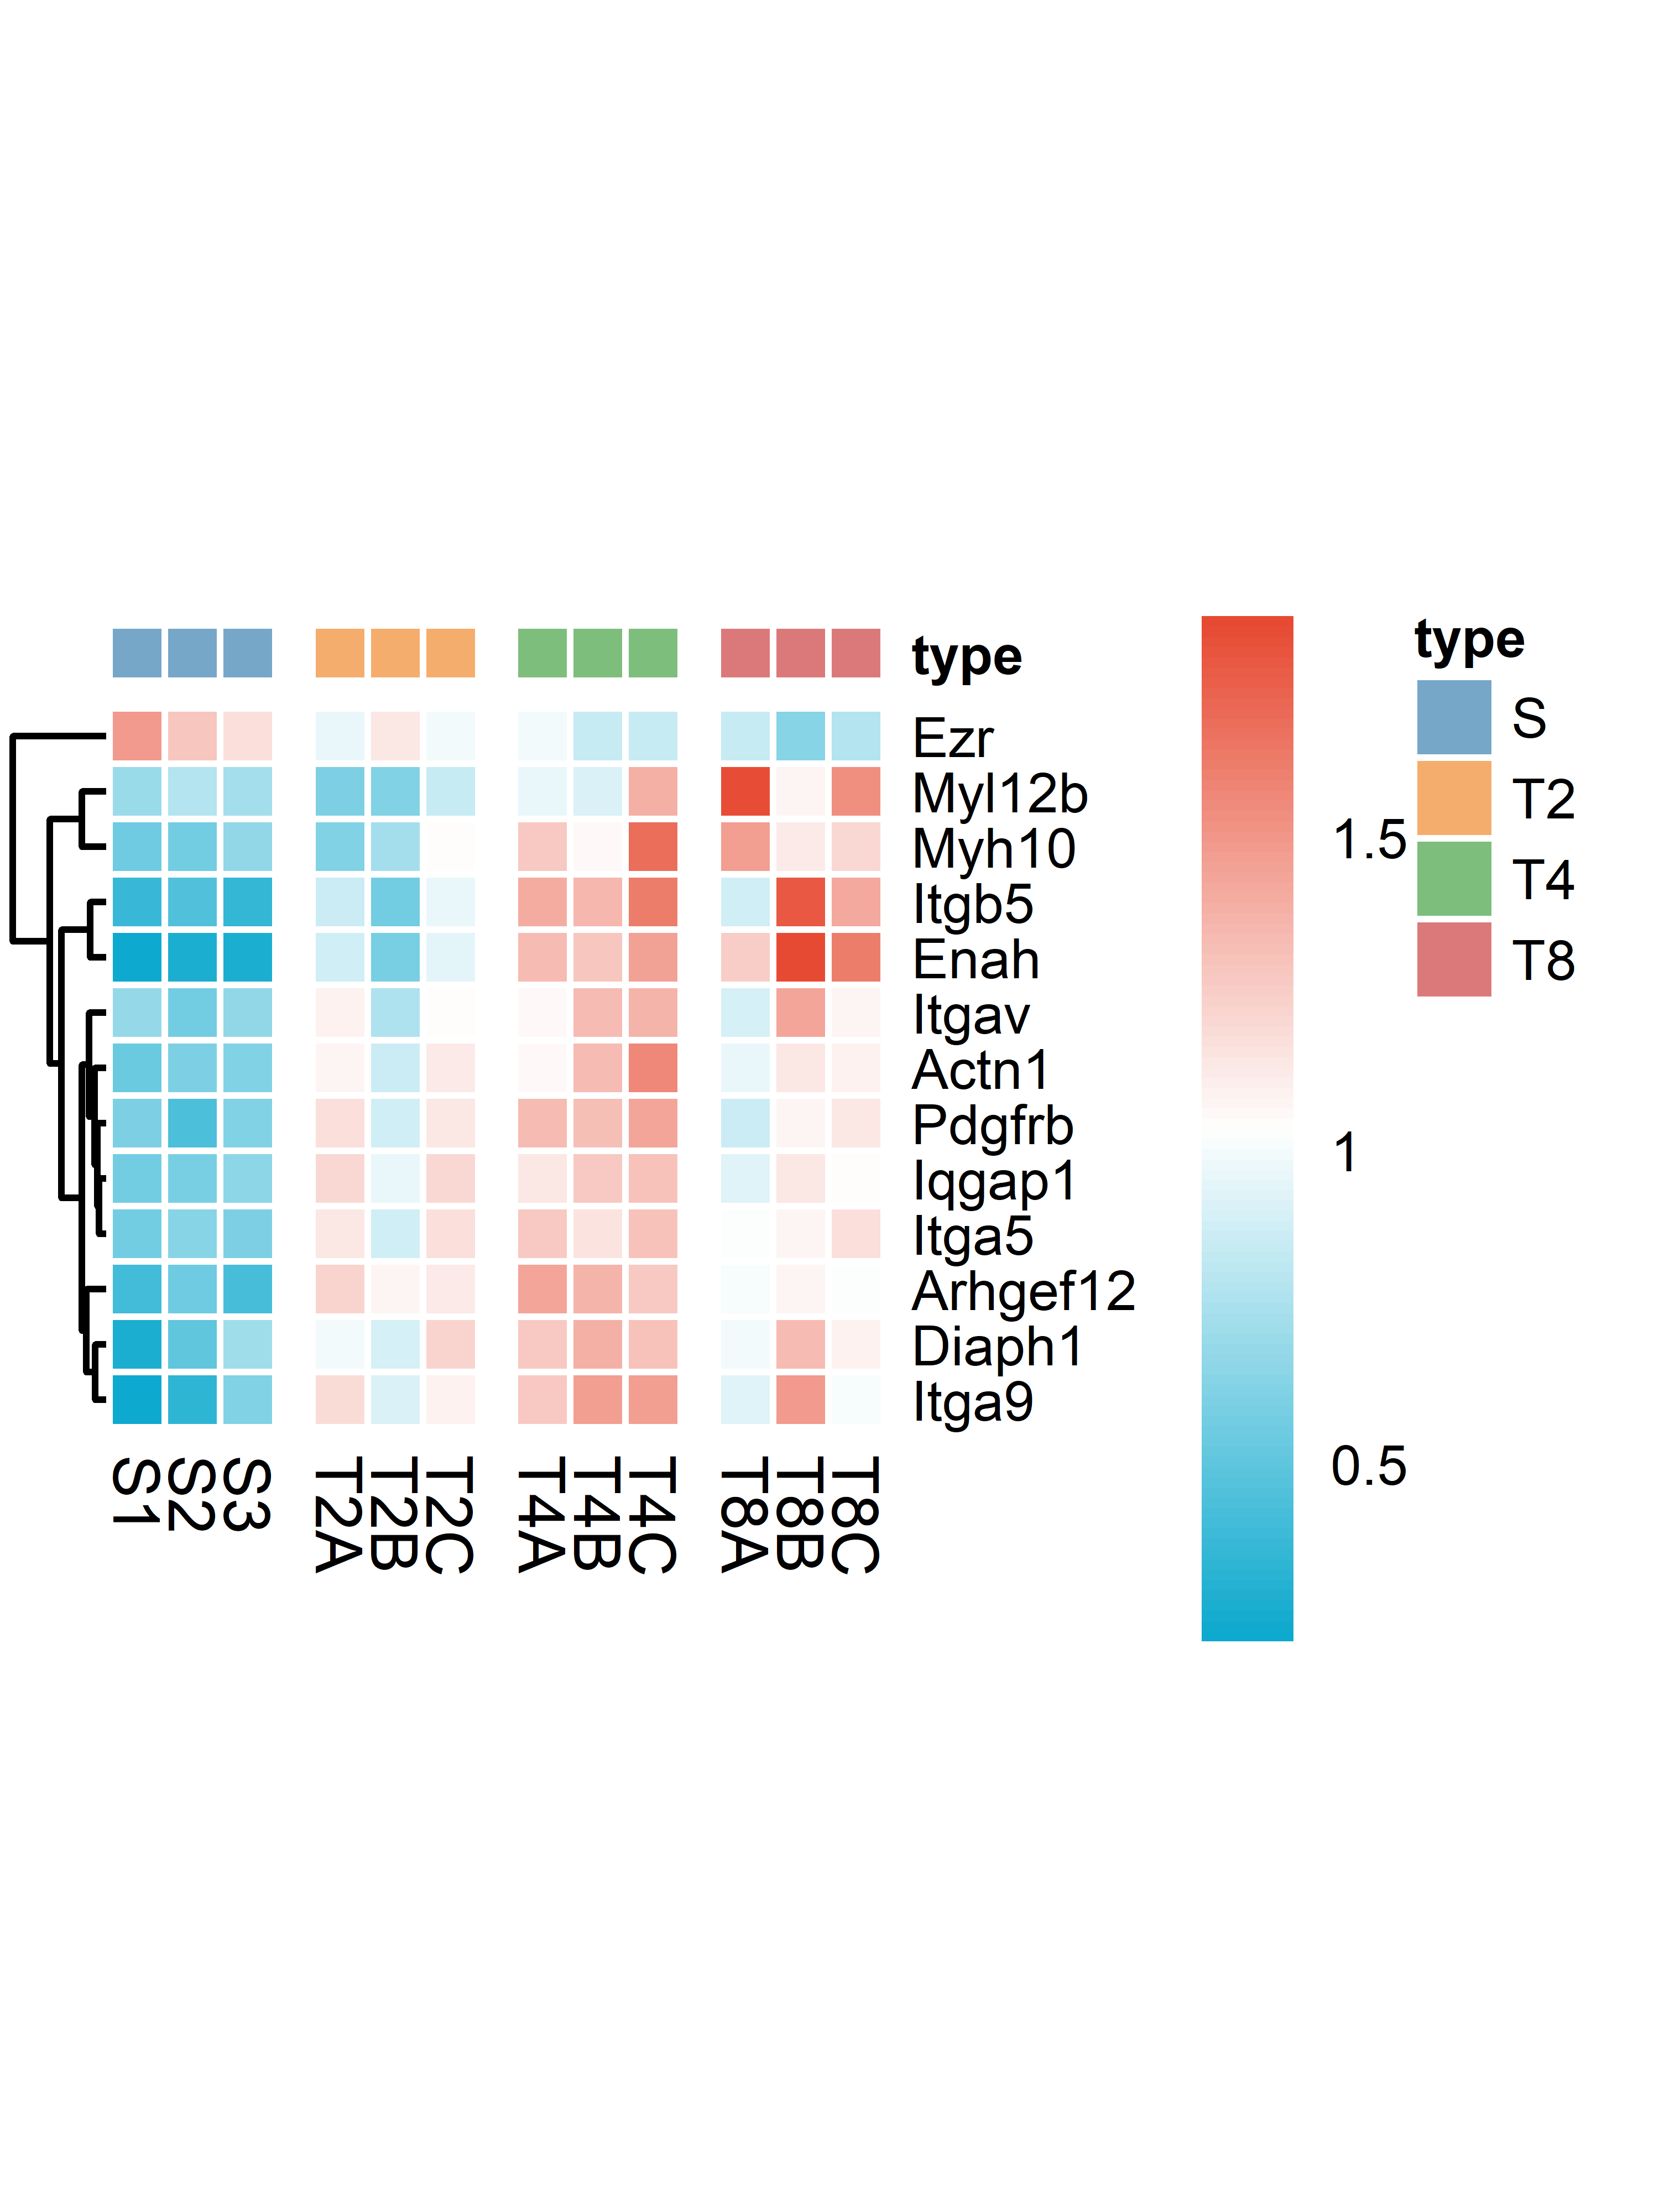 type
Ezr
Myl12b
Myh10
Itgb5
Enah
Itgav
Actn1
Pdgfrb
Iqgap1
Itga5
Arhgef12
Diaph1
Itga9
S1
S2
S3
T2A
T2B
T2C
T4A
T4B
T4C
T8A
T8B
T8C
1.5
1
0.5
type
S
T2
T4
T8